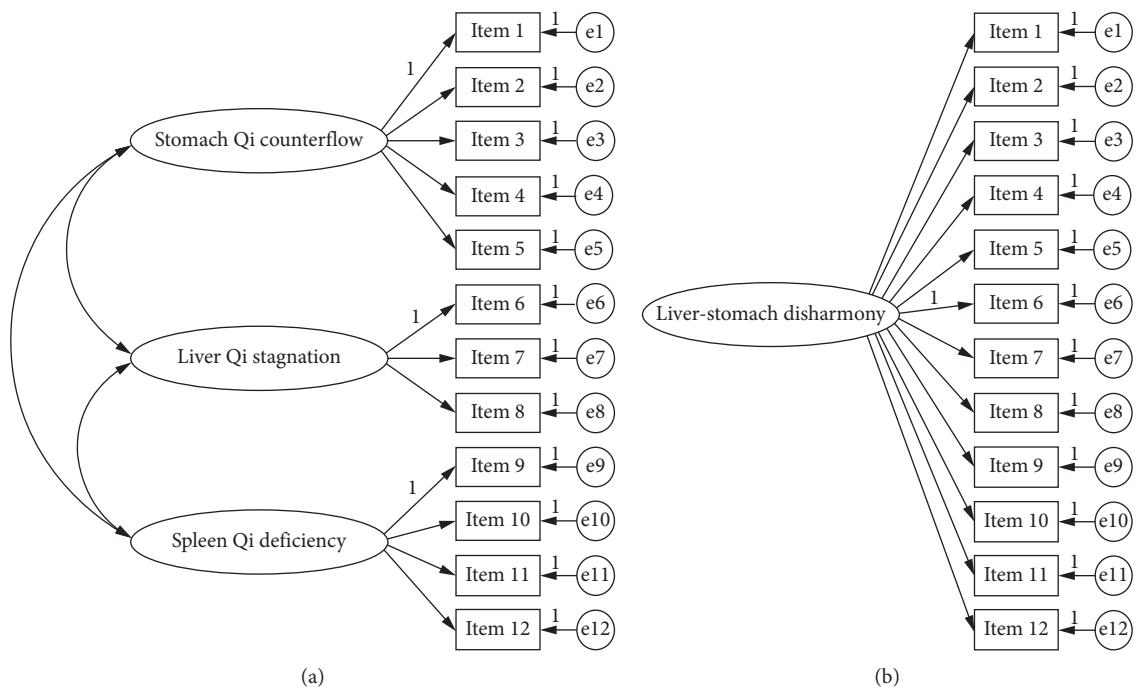 1
Item 1
1
e1
Item 2
1
e2
Stomach Qi counterflow
Item 3
1
e3
Item 4
1
e4
Item 5
1
e5
1
Item 6
1
e6
Liver Qi stagnation
Item 7
1
e7
Item 8
1
e8
1
Item 9
1
e9
Spleen Qi deficiency
Item 10
1
e10
Item 11
1
e11
Item 12
1
e12
(a)
Item 1
1
e1
Item 2
1
e2
Item 3
1
e3
Item 4
1
e4
Item 5
1
e5
Liver-stomach disharmony
1
Item 6
1
e6
Item 7
1
e7
Item 8
1
e8
Item 9
1
e9
Item 10
1
e10
Item 11
1
e11
Item 12
1
e12
(b)